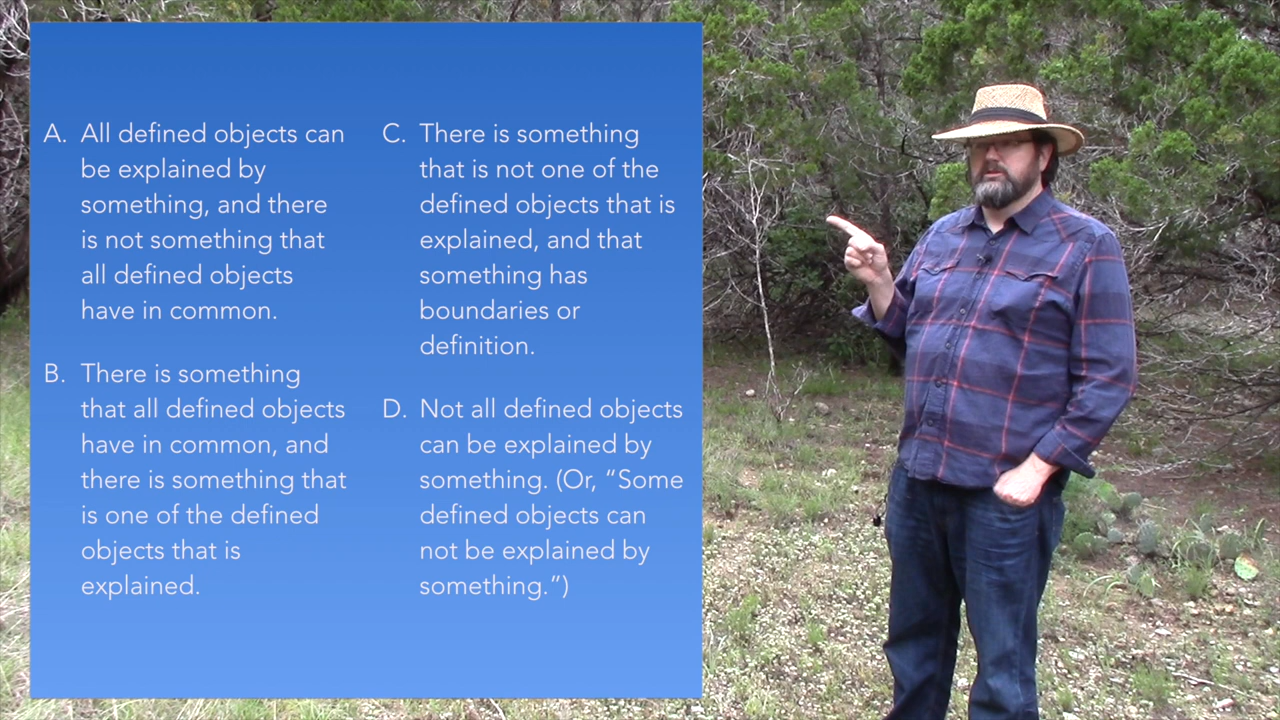 A. All defined objects can
be explained by
something, and there
is not something that
all defined objects
have in common.
B. There is something
that all defined objects
have in common, and
there is something that
is one of the defined
objects that is
explained.
C. There is something
that is not one of the
defined objects that is
explained, and that
something has
boundaries or
definition.
D. Not all defined objects
can be explained by
something. (Or, “Some
defined objects can
not be explained by
something.”)